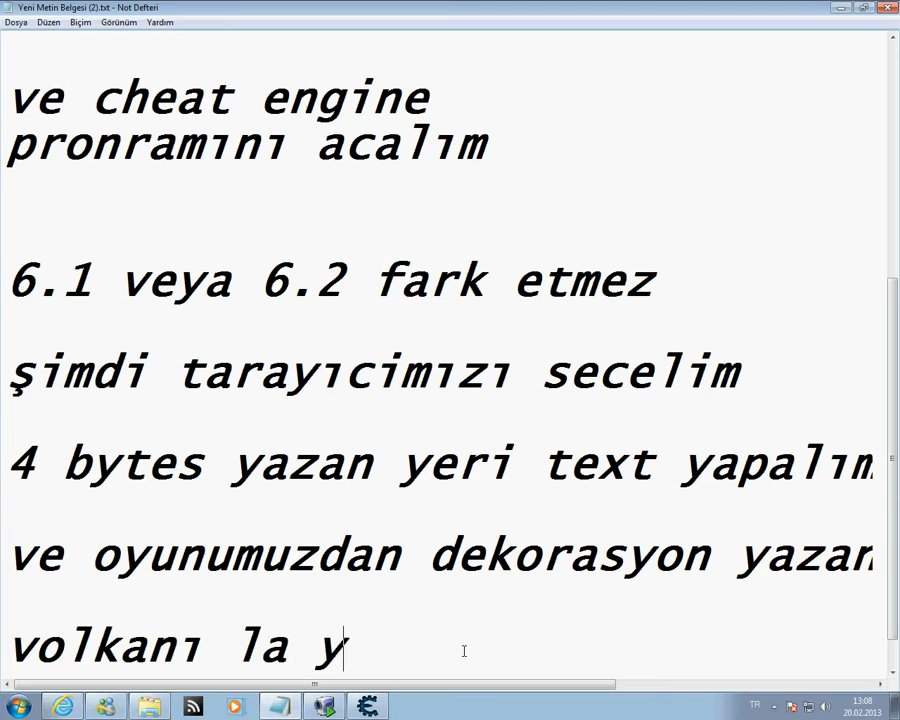 Yeni Metin Belgesi (2).txt - Not Defteri
Dosya Düzen Biçim Görünüm Yardım
ve cheat engine
pronramını acalım
6.1 veya 6.2 fark etmez
şimdi tarayıcimızı secelim
4 bytes yazan yeri text yapalım
ve oyunumuzdan dekorasyon yazan
volkanı la y
TR
13:08
20.02.2013